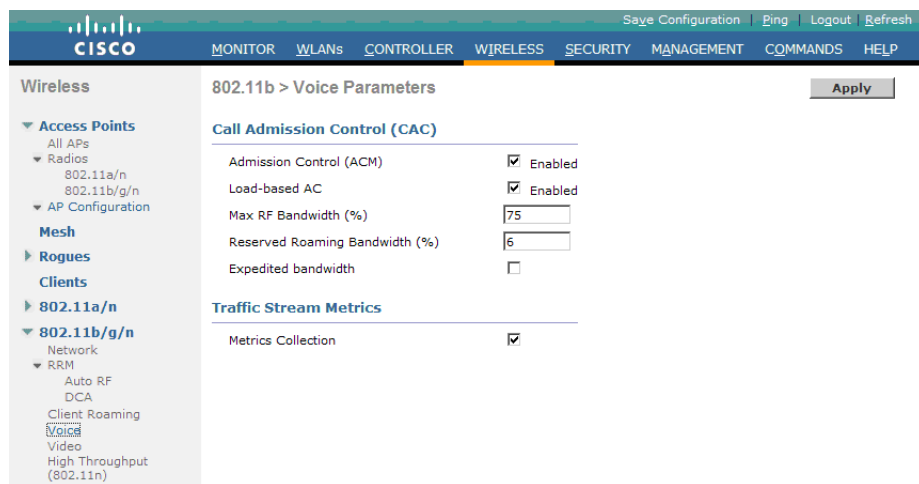 Save Configuration | Ping | Logout | Refresh
CISCO
MONITOR WLANs CONTROLLER WIRELESS SECURITY MANAGEMENT COMMANDS HELP
Wireless
Access Points
All APs
Radios
802.11a/n
802.11b/g/n
AP Configuration
Mesh
Rogues
Clients
802.11a/n
802.11b/g/n
Network
RRM
Auto RF
DCA
Client Roaming
Voice
Video
High Throughput
(802.11n)
802.11b > Voice Parameters
Apply
Call Admission Control (CAC)
Admission Control (ACM) Enabled
Load-based AC Enabled
Max RF Bandwidth (%) 75
Reserved Roaming Bandwidth (%) 6
Expedited bandwidth
Traffic Stream Metrics
Metrics Collection